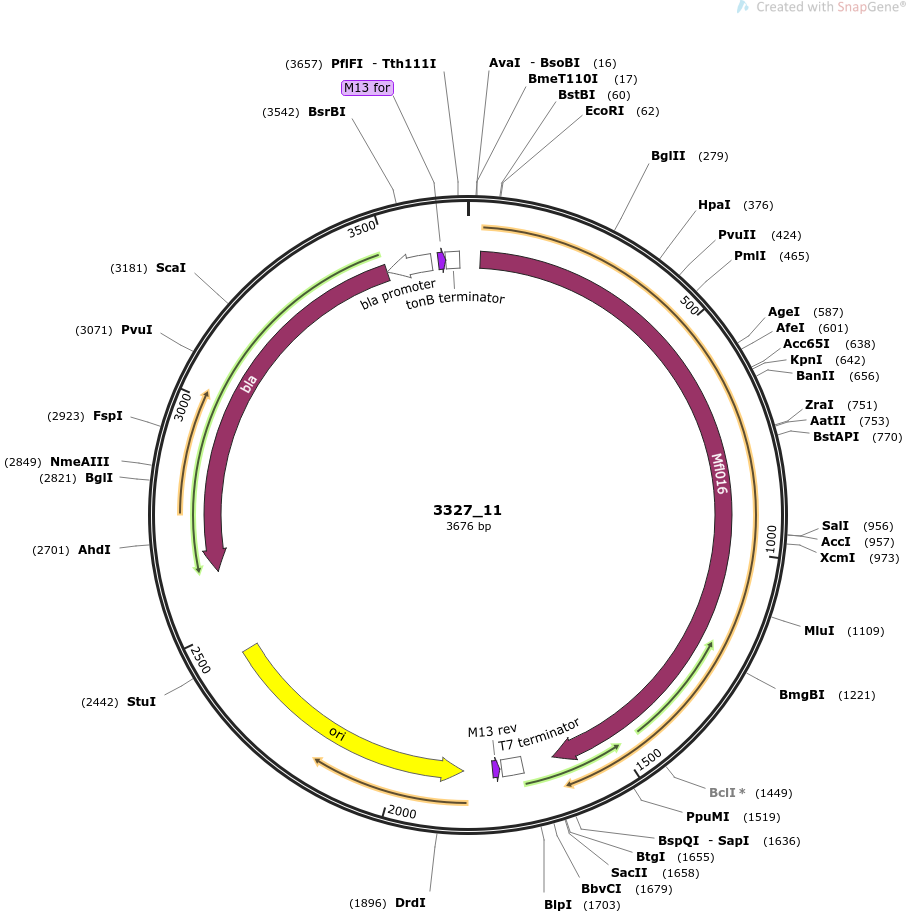 Created with SnapGene®
(3657) PflFI - Tth111I
M13 for
(3542) BsrBI
AvaI - BsoBI (16)
BmeT110I (17)
BstBI (60)
EcoRI (62)
BglII (279)
HpaI (376)
PvuII (424)
PmlI (465)
AgeI (587)
AfeI (601)
Acc65I (638)
KpnI (642)
BanII (656)
ZraI (751)
AatII (753)
BstAPI (770)
SalI (956)
AccI (957)
XcmI (973)
MluI (1109)
BmgBI (1221)
BclI * (1449)
PpuMI (1519)
BspQI - SapI (1636)
BtgI (1655)
SacII (1658)
BbvCI (1679)
BlpI (1703)
(1896) DrdI
(2442) StuI
(2701) AhdI
(2821) BglI
(2849) NmeAIII
(2923) FspI
(3071) PvuI
(3181) ScaI
500
1000
1500
2000
2500
3000
3500
bla promoter
tonB terminator
bla
Mfl016
3327_11
3676 bp
M13 rev
T7 terminator
ori